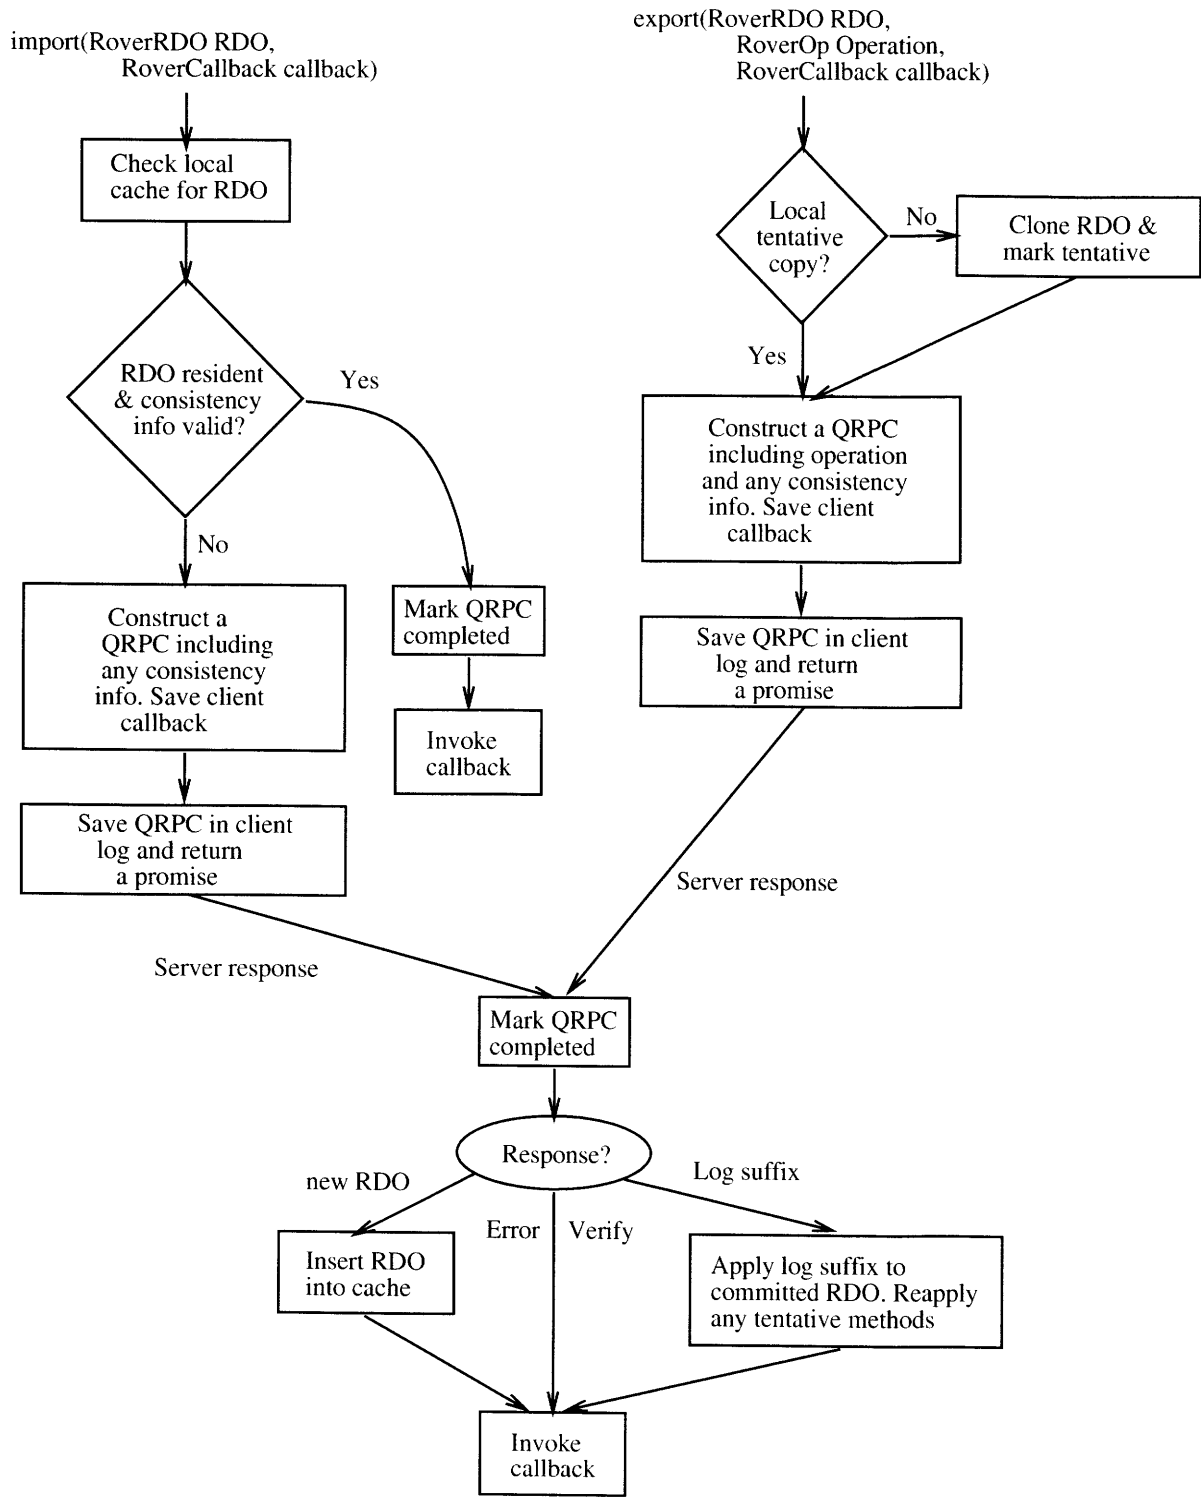 import(RoverRDO RDO,
RoverCallback callback)
Check local
cache for RDO
RDO resident
& consistency
info valid?
Yes
No
Construct a
QRPC including
any consistency
info. Save client
callback
Mark QRPC
completed
Invoke
callback
Save QRPC in client
log and return
a promise
Server response
export(RoverRDO RDO,
RoverOp Operation,
RoverCallback callback)
Local
tentative
copy?
No
Clone RDO &
mark tentative
Yes
Construct a QRPC
including operation
and any consistency
info. Save client
callback
Save QRPC in client
log and return
a promise
Server response
Mark QRPC
completed
Response?
new RDO
Error
Verify
Log suffix
Insert RDO
into cache
Apply log suffix to
committed RDO. Reapply
any tentative methods
Invoke
callback